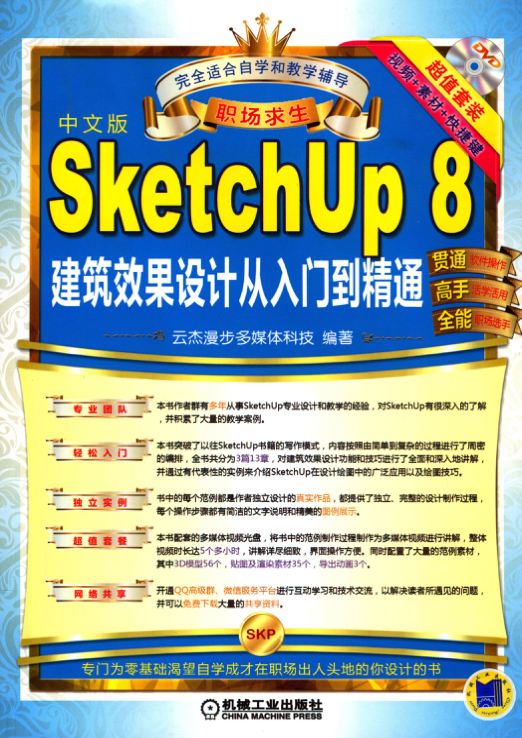 完全适合自学和教学辅导
DVD
超值套装
视频+素材+快捷键
职场求生
中文版
SketchUp 8
建筑效果设计从入门到精通
贯通 软件操作
高手 活学活用
全能 职场选手
云杰漫步多媒体科技 编著
专业团队
本书作者群有多年从事SketchUp专业设计和教学的经验，对SketchUp有很深入的了解
，并积累了大量的教学案例。
轻松入门
本书突破了以往SketchUp书籍的写作模式，内容按照由简单到复杂的过程进行了周密
的编排，全书共分为3篇13章，对建筑效果设计功能和技巧进行了全面和深入地讲解，
并通过有代表性的实例来介绍SketchUp在设计绘图中的广泛应用以及绘图技巧。
独立实例
书中的每个范例都是作者独立设计的真实作品，都提供了独立、完整的设计制作过程，
每个操作步骤都有简洁的文字说明和精美的图例展示。
超值套餐
本书配套的多媒体视频光盘，将书中的范例制作过程制作为多媒体视频进行讲解，整体
视频时长达5个多小时，讲解详尽细致，界面操作方便。同时配置了大量的范例素材，
其中3D模型56个，贴图及渲染素材35个，导出动画3个。
网络共享
开通QQ高级群、微信服务平台进行互动学习和技术交流，以解决读者所遇见的问题，
并可以免费下载大量的共享资料。
SKP
专门为零基础渴望自学成才在职场出人头地的你设计的书
机械工业出版社
CHINA MACHINE PRESS